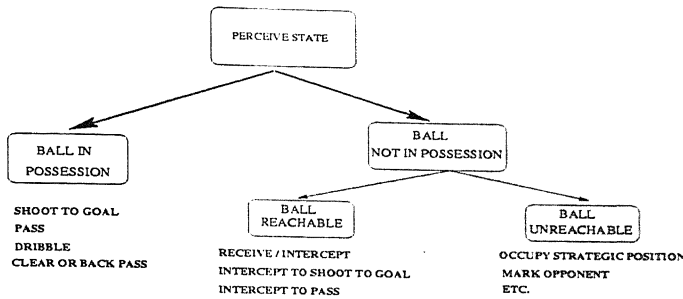 PERCEIVE STATE
BALL IN
POSSESSION
BALL
NOT IN POSSESSION
SHOOT TO GOAL
PASS
DRIBBLE
CLEAR OR BACK PASS
BALL
REACHABLE
RECEIVE / INTERCEPT
INTERCEPT TO SHOOT TO GOAL
INTERCEPT TO PASS
BALL
UNREACHABLE
OCCUPY STRATEGIC POSITION
MARK OPPONENT
ETC.